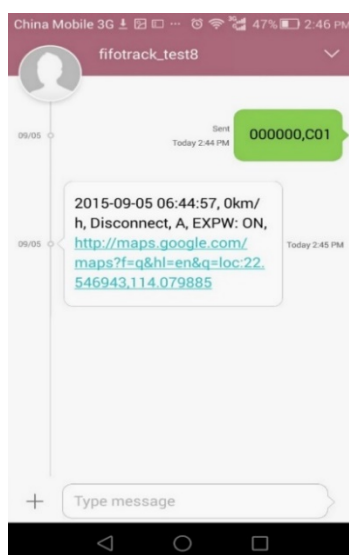 China Mobile 3G ... 3G 47% 2:46 PM
fifotrack_test8
09/05
Sent
Today 2:44 PM
000000,C01
2015-09-05 06:44:57, 0km/
h, Disconnect, A, EXPW: ON,
http://maps.google.com/
maps?f=q&hl=en&q=loc:22.
546943,114.079885
09/05
Today 2:45 PM
+
Type message